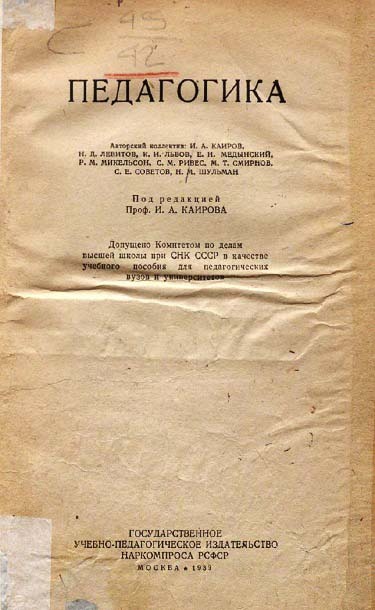 49
42
ПЕДАГОГИКА
Авторский коллектив: И. А. КАИРОВ,
Н. Д. ЛЕВИТОВ, К. Н. ЛЬВОВ, Е. Н. МЕДЫНСКИЙ,
Р. М. МИКЕЛЬСОН, С. М. РИВЕС, М. Т. СМИРНОВ,
С. Е. СОВЕТОВ, Н. М. ШУЛЬМАН
Под редакцией
Проф. И. А. КАИРОВА
Допущено Комитетом по делам
высшей школы при СНК СССР в качестве
учебного пособия для педагогических
вузов и университетов
ГОСУДАРСТВЕННОЕ
УЧЕБНО-ПЕДАГОГИЧЕСКОЕ ИЗДАТЕЛЬСТВО
НАРКОМПРОСА РСФСР
МОСКВА * 1939